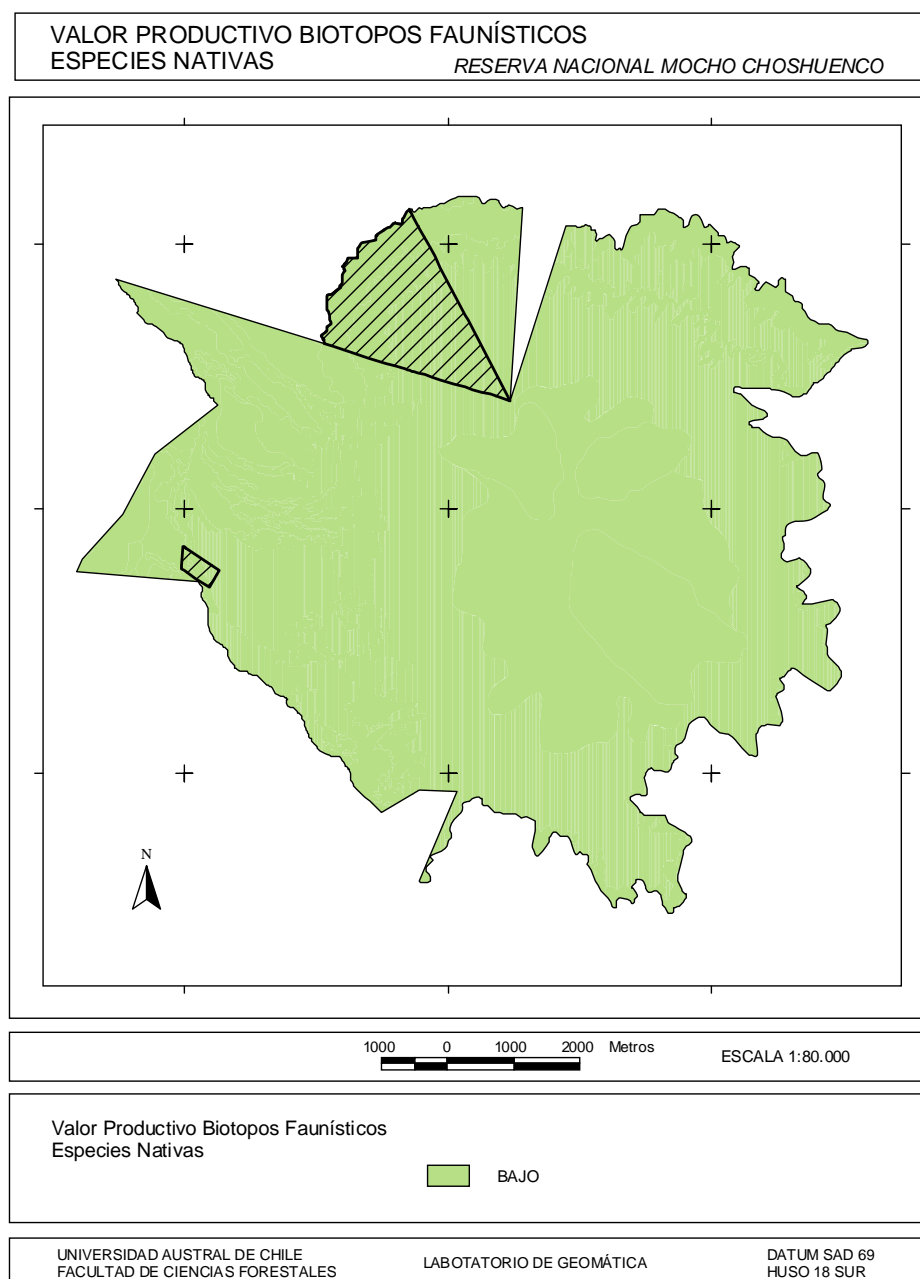 VALOR PRODUCTIVO BIOTOPOS FAUNÍSTICOS
ESPECIES NATIVAS
RESERVA NACIONAL MOCHO CHOSHUENCO
N
1000 0 1000 2000 Metros
ESCALA 1:80.000
Valor Productivo Biotopos Faunísticos
Especies Nativas
BAJO
UNIVERSIDAD AUSTRAL DE CHILE
FACULTAD DE CIENCIAS FORESTALES
LABOTATORIO DE GEOMÁTICA
DATUM SAD 69
HUSO 18 SUR